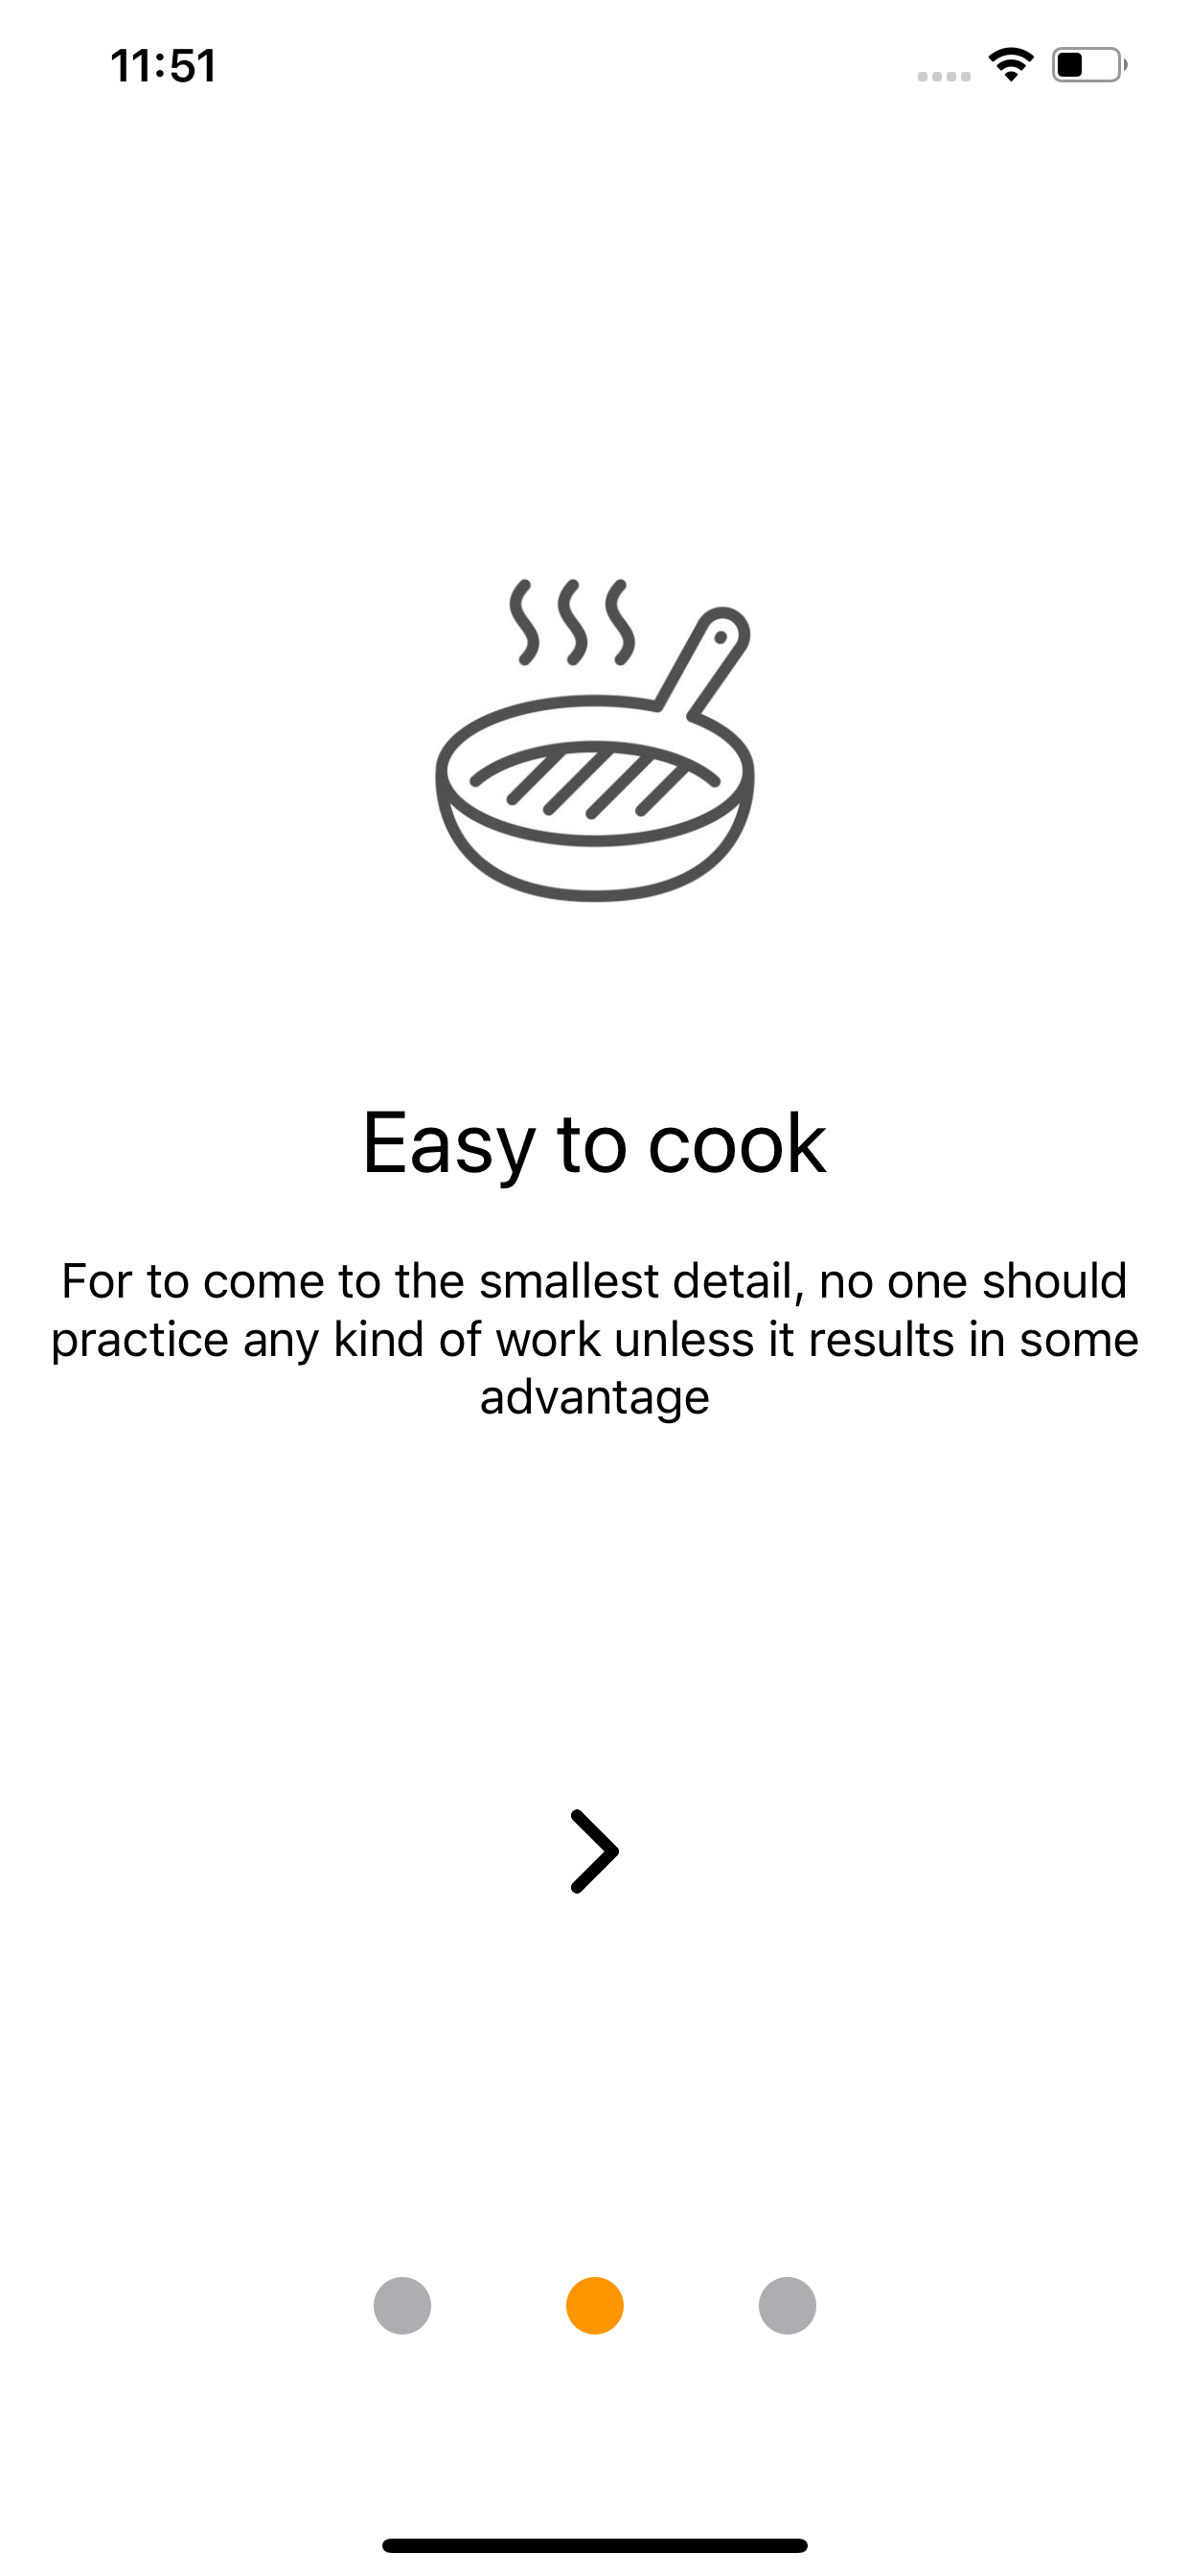 11:51
Easy to cook
For to come to the smallest detail, no one should
practice any kind of work unless it results in some
advantage